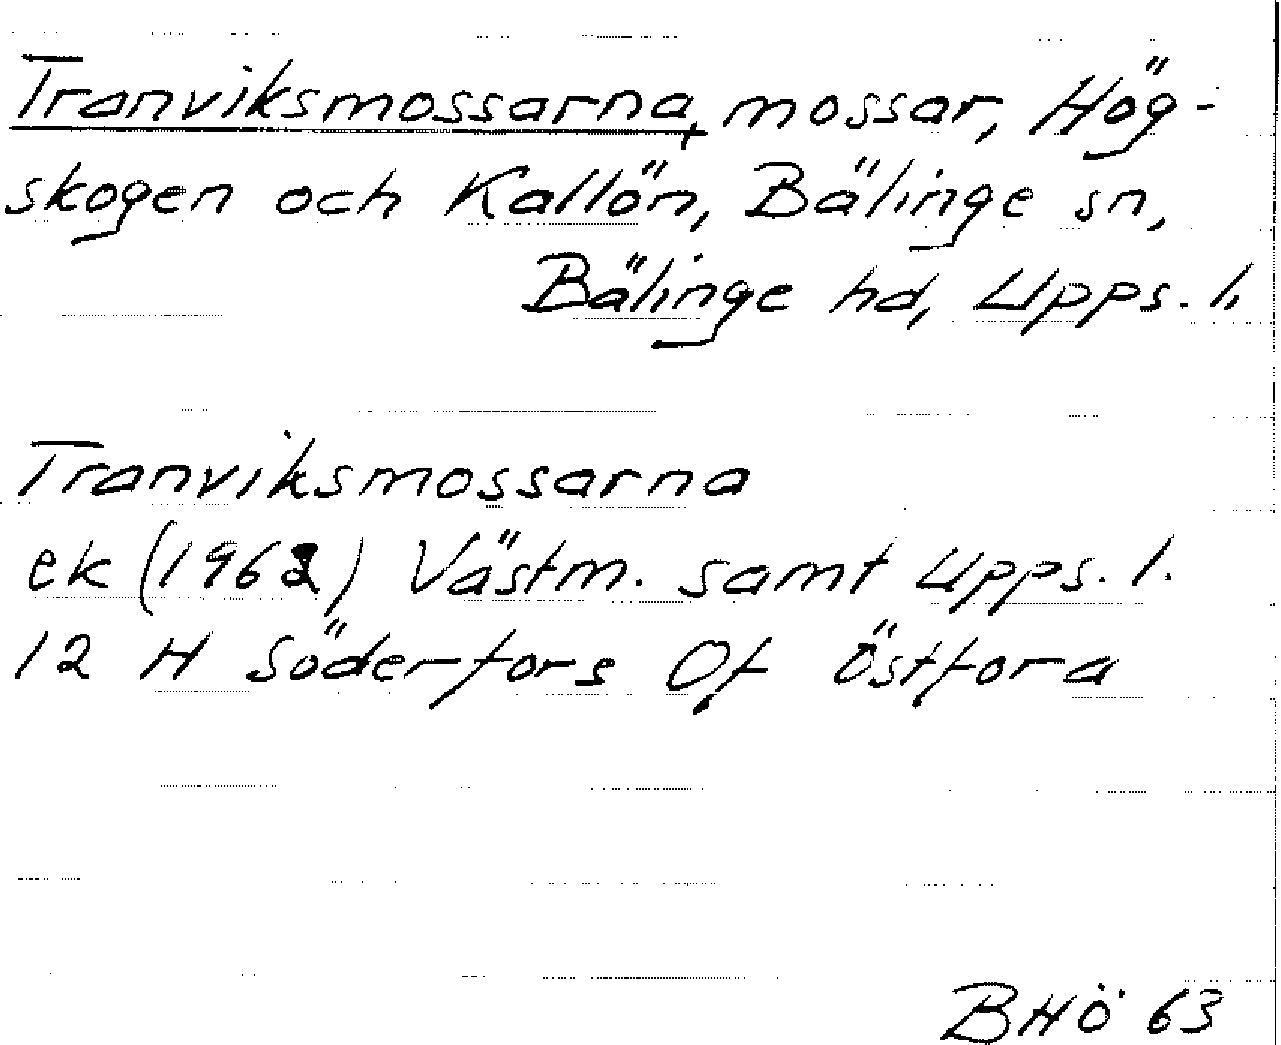 Tranviksmossarna, mossar, Hög-
skogen och Kallön, Bälinge sn,
Bälinge hd, Upps. l.
Tranviksmossarna
ek (1962) Västm. samt Upps. l.
12 H Söderfors 0f Östfora
BHÖ 63